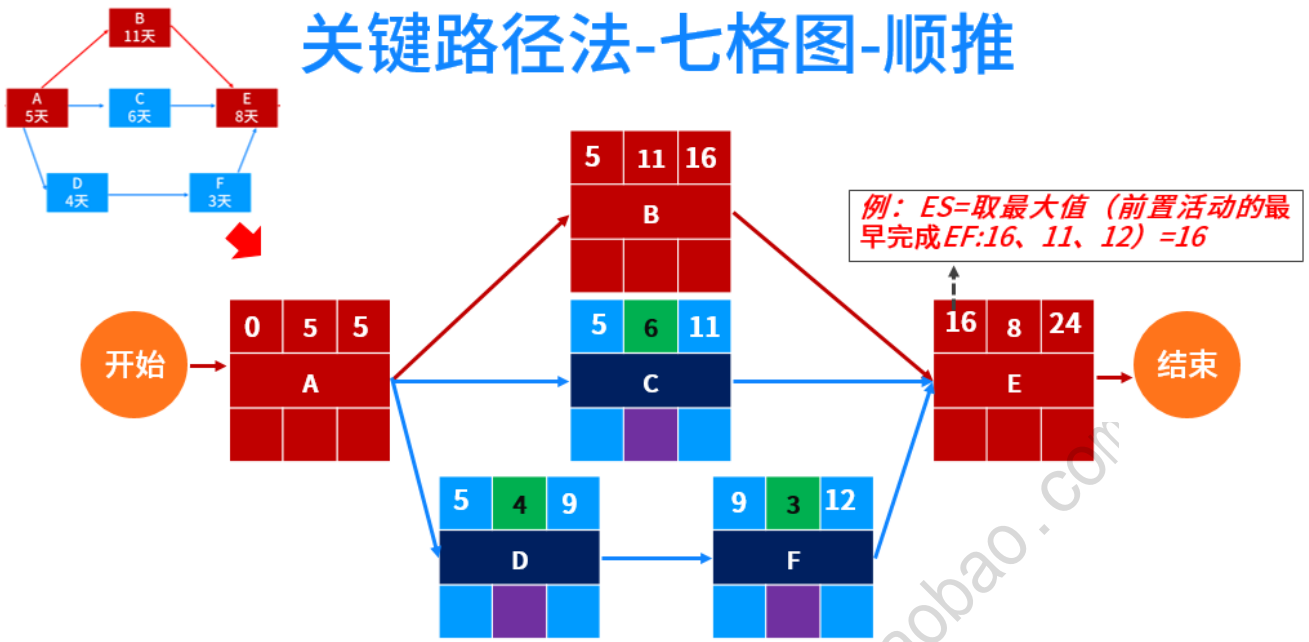 关键路径法-七格图-顺推
B
11天
A
5天
C
6天
E
8天
D
4天
F
3天
5 11 16
B
例：ES=取最大值（前置活动的最
早完成EF:16、11、12）=16
开始
0 5 5
A
5 6 11
C
16 8 24
E
结束
5 4 9
D
9 3 12
F
aobao.com